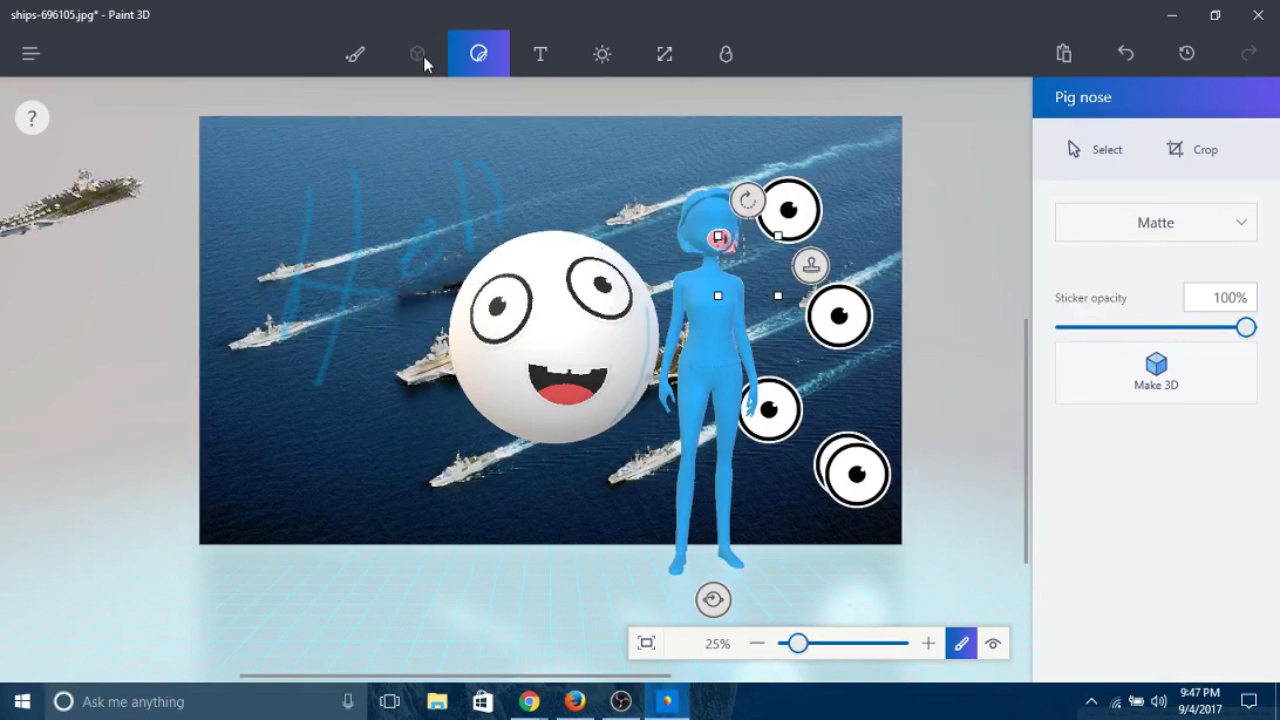 ships-696105.jpg* - Paint 3D
T
?
Pig nose
Select
Crop
Matte
Sticker opacity
100%
Make 3D
Hell
25%
Ask me anything
9:47 PM
9/4/2017